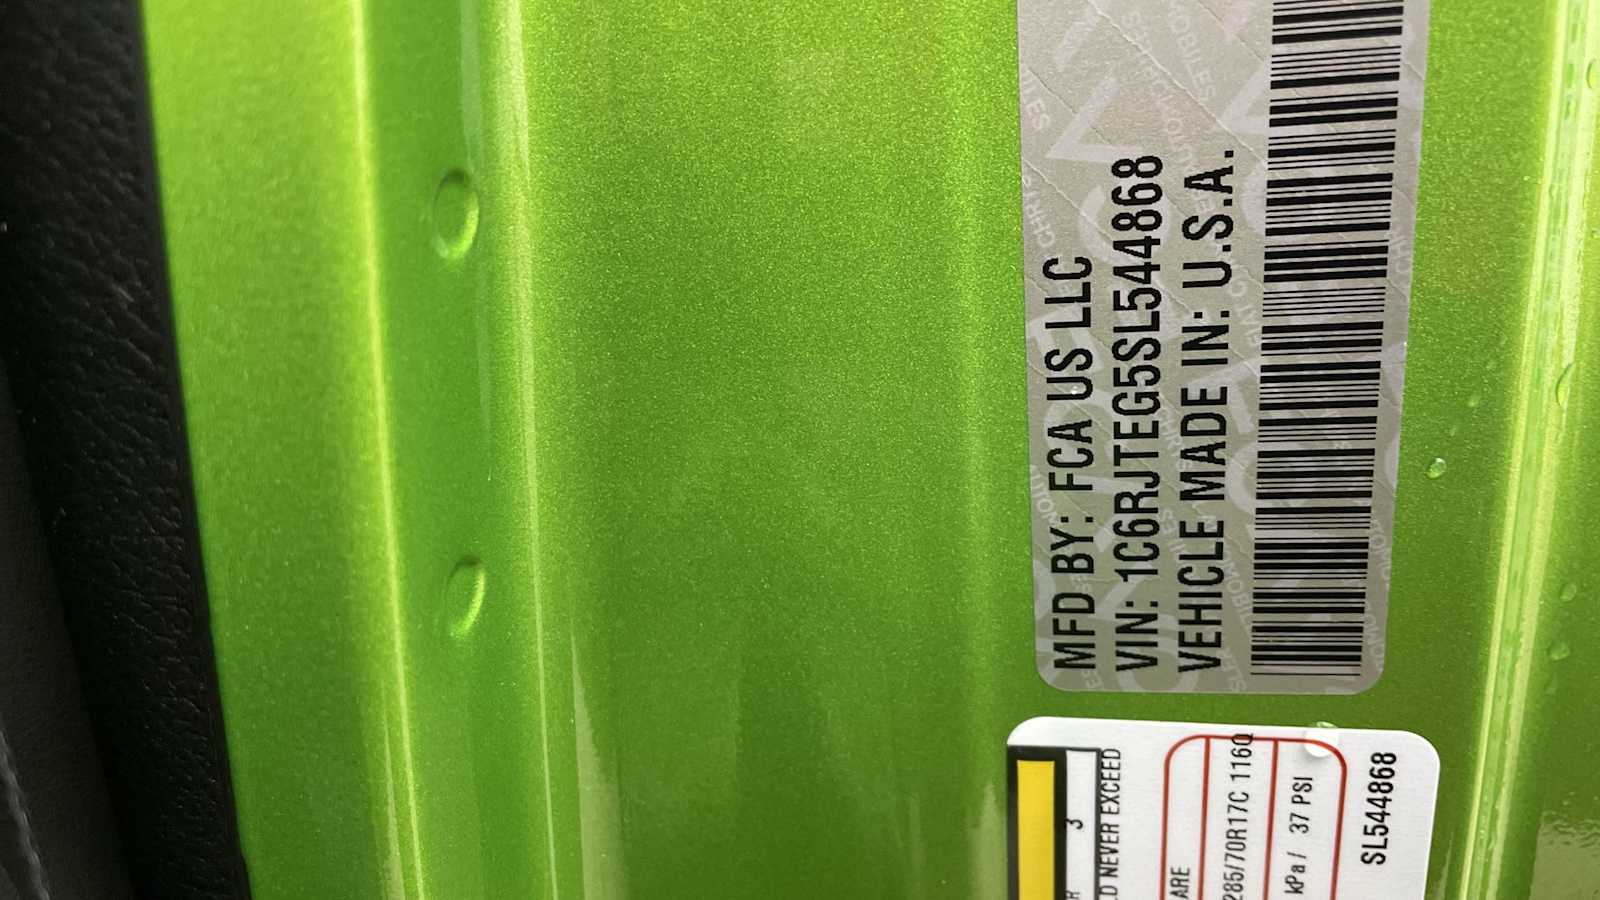 MFD BY: FCA US LLC
VIN: 1C6RJTEG5SL544868
VEHICLE MADE IN: U.S.A.
3
NEVER EXCEED
285/70R17C 116Q
kPa / 37 PSI
SL544868